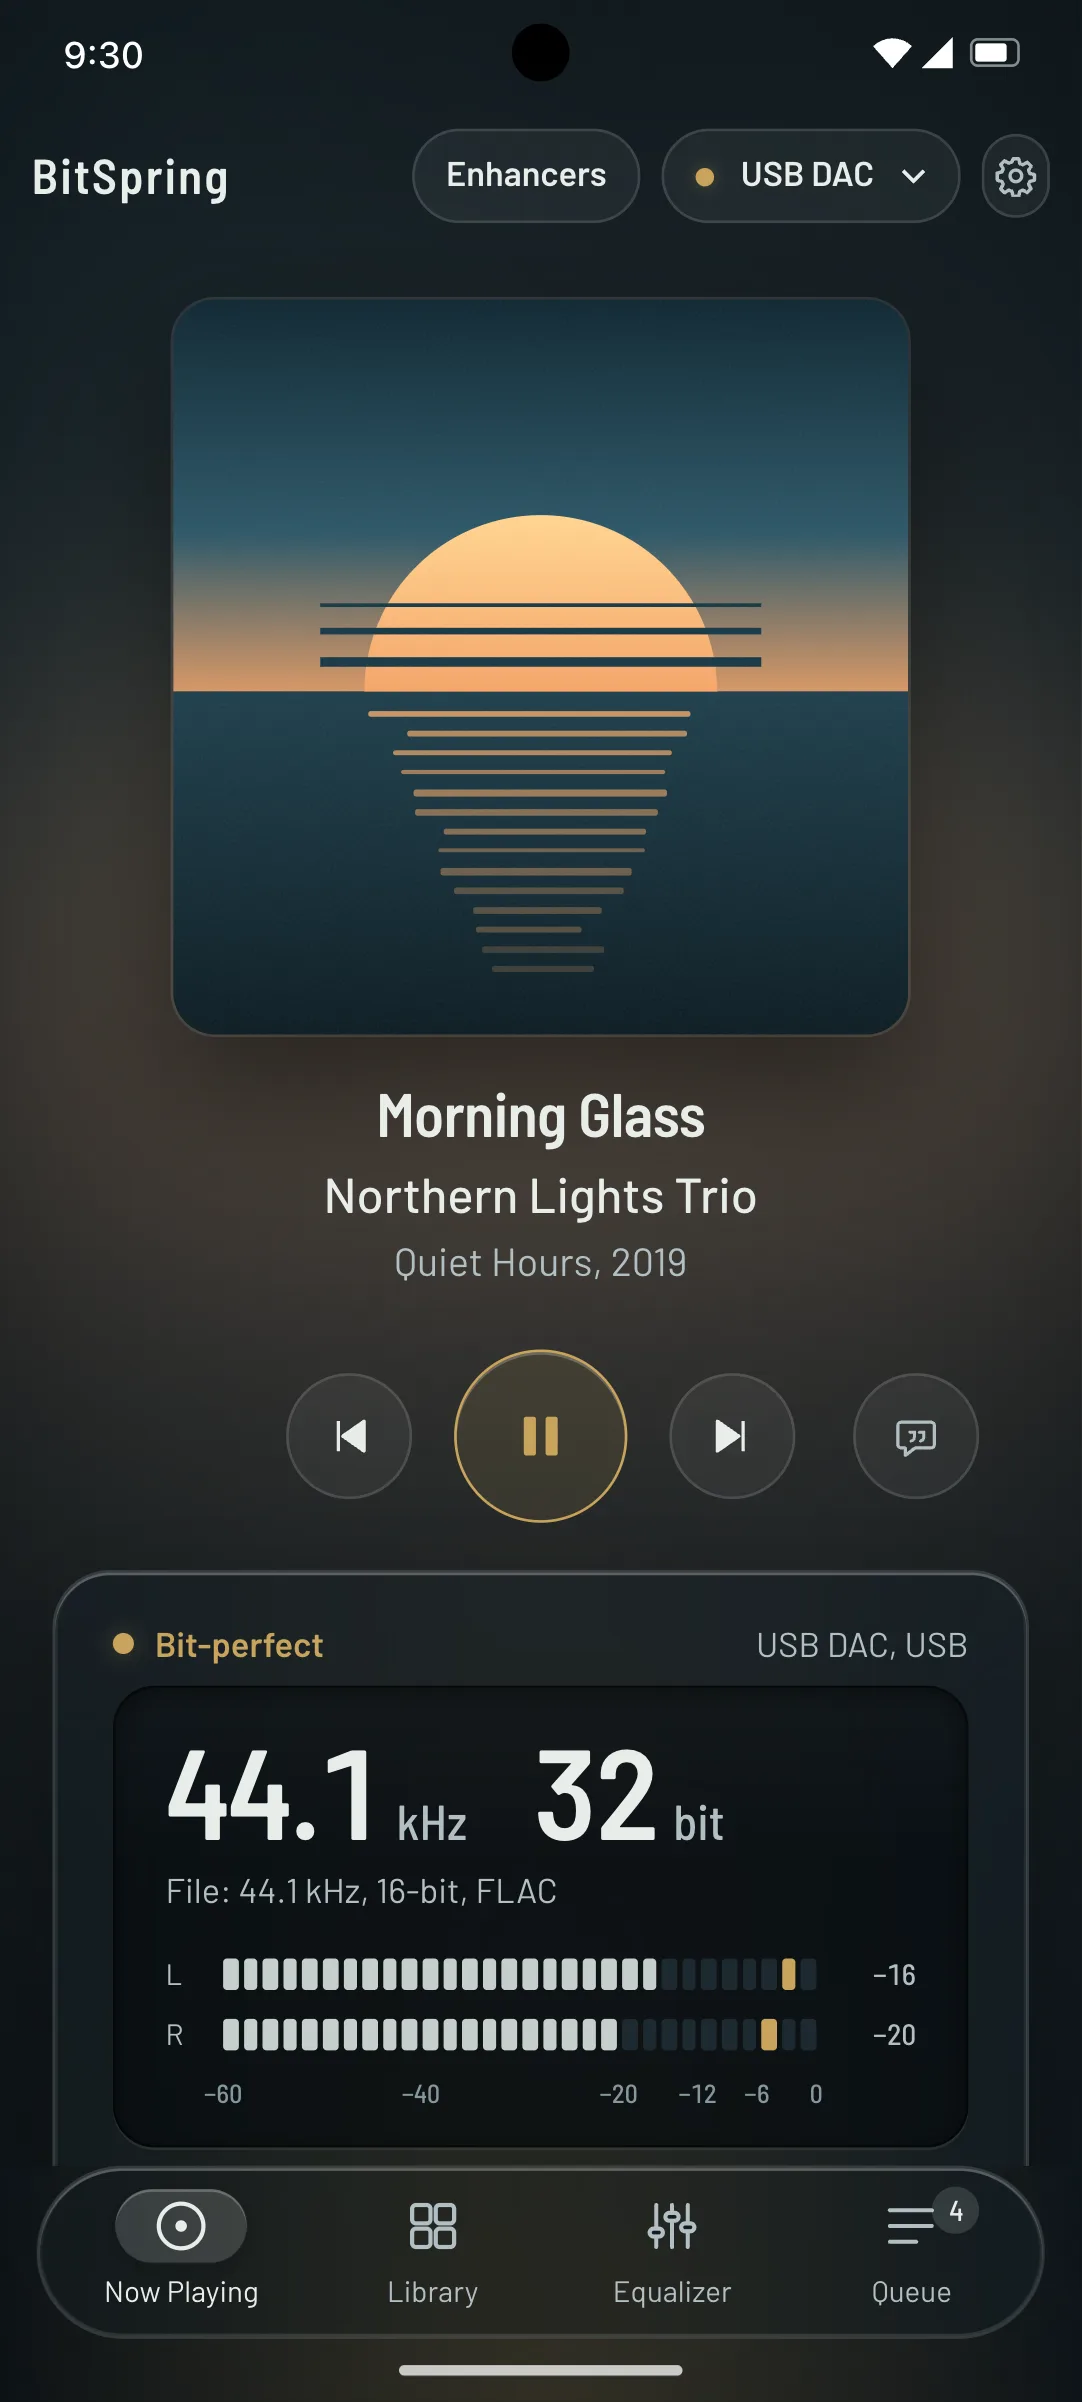 9:30
BitSpring
Enhancers
USB DAC
Morning Glass
Northern Lights Trio
Quiet Hours, 2019
Bit-perfect
USB DAC, USB
44.1 kHz 32 bit
File: 44.1 kHz, 16-bit, FLAC
L −16
R −20
−60 −40 −20 −12 −6 0
4
Now Playing
Library
Equalizer
Queue